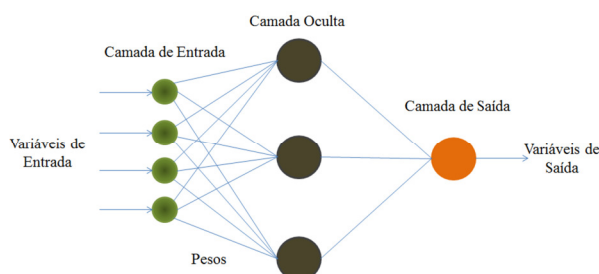 Camada Oculta
Camada de Entrada
Camada de Saída
Variáveis de
Entrada
Variáveis de
Saída
Pesos